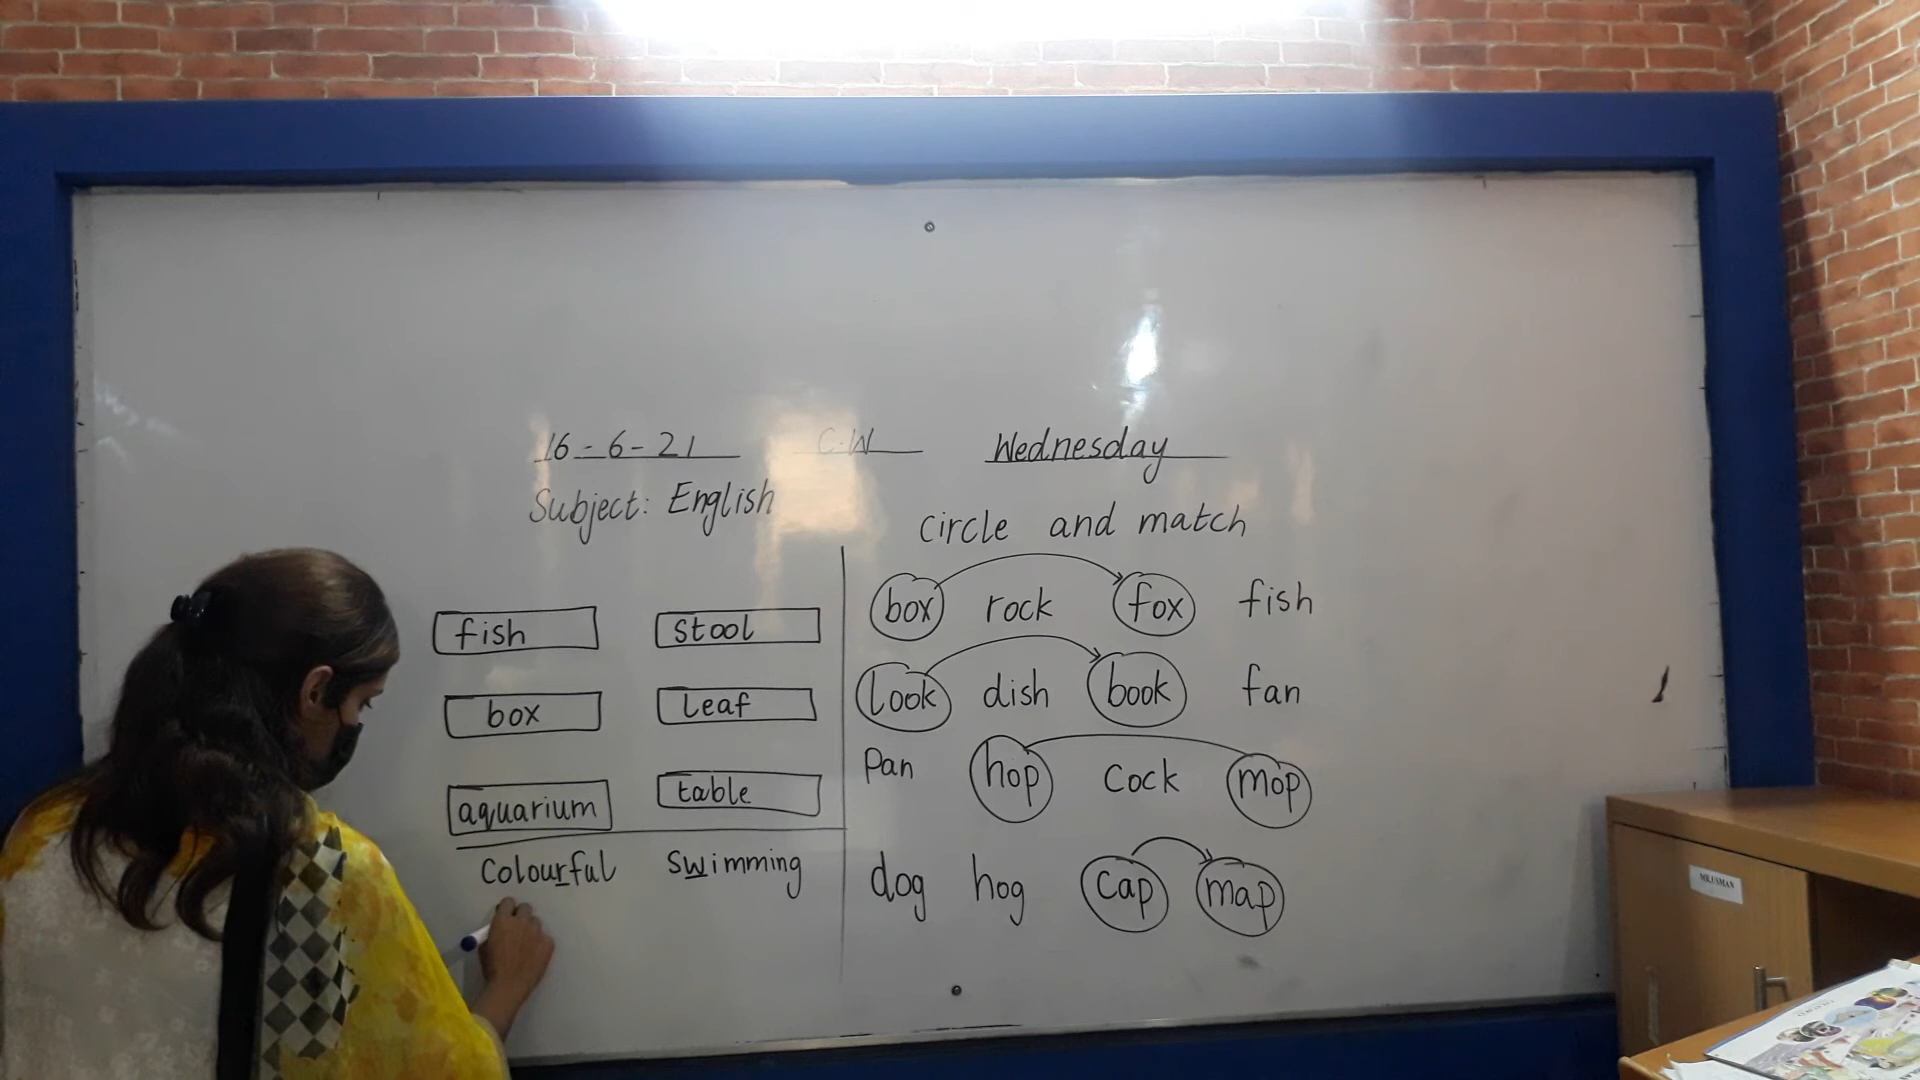 16-6-21 C.W Wednesday
Subject: English
fish stool
box leaf
aquarium table
Colourful Swimming
circle and match
box rock fox fish
look dish book fan
Pan hop Cock mop
dog hog cap map